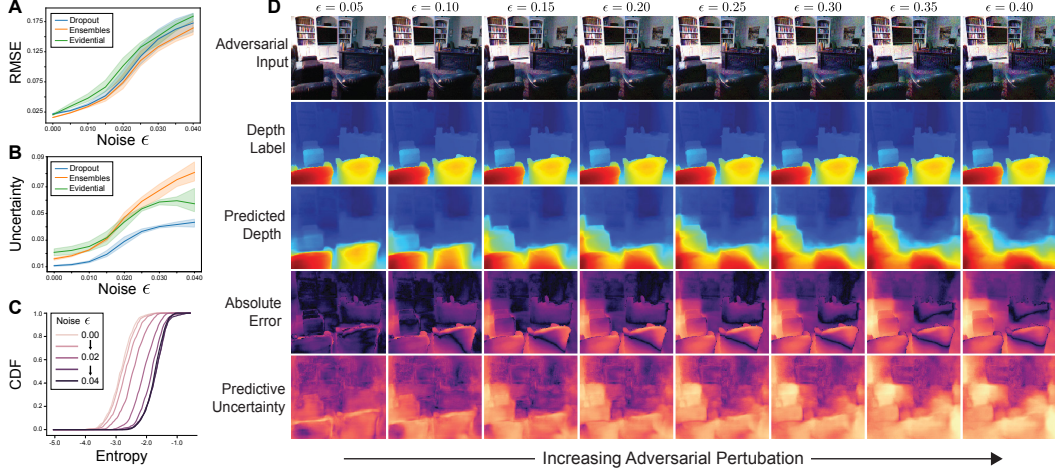 A
0.175
0.125
0.075
0.025
RMSE
Dropout
Ensembles
Evidential
0.000 0.010 0.020 0.030 0.040
Noise ϵ
B
0.09
0.07
0.05
0.03
0.01
Uncertainty
Dropout
Ensembles
Evidential
0.000 0.010 0.020 0.030 0.040
Noise ϵ
C
1.0
0.8
0.6
0.4
0.2
0.0
CDF
Noise ϵ
0.00
0.02
0.04
-5.0 -4.0 -3.0 -2.0 -1.0
Entropy
D
ϵ = 0.05 ϵ = 0.10 ϵ = 0.15 ϵ = 0.20 ϵ = 0.25 ϵ = 0.30 ϵ = 0.35 ϵ = 0.40
Adversarial
Input
Depth
Label
Predicted
Depth
Absolute
Error
Predictive
Uncertainty
Increasing Adversarial Pertubation